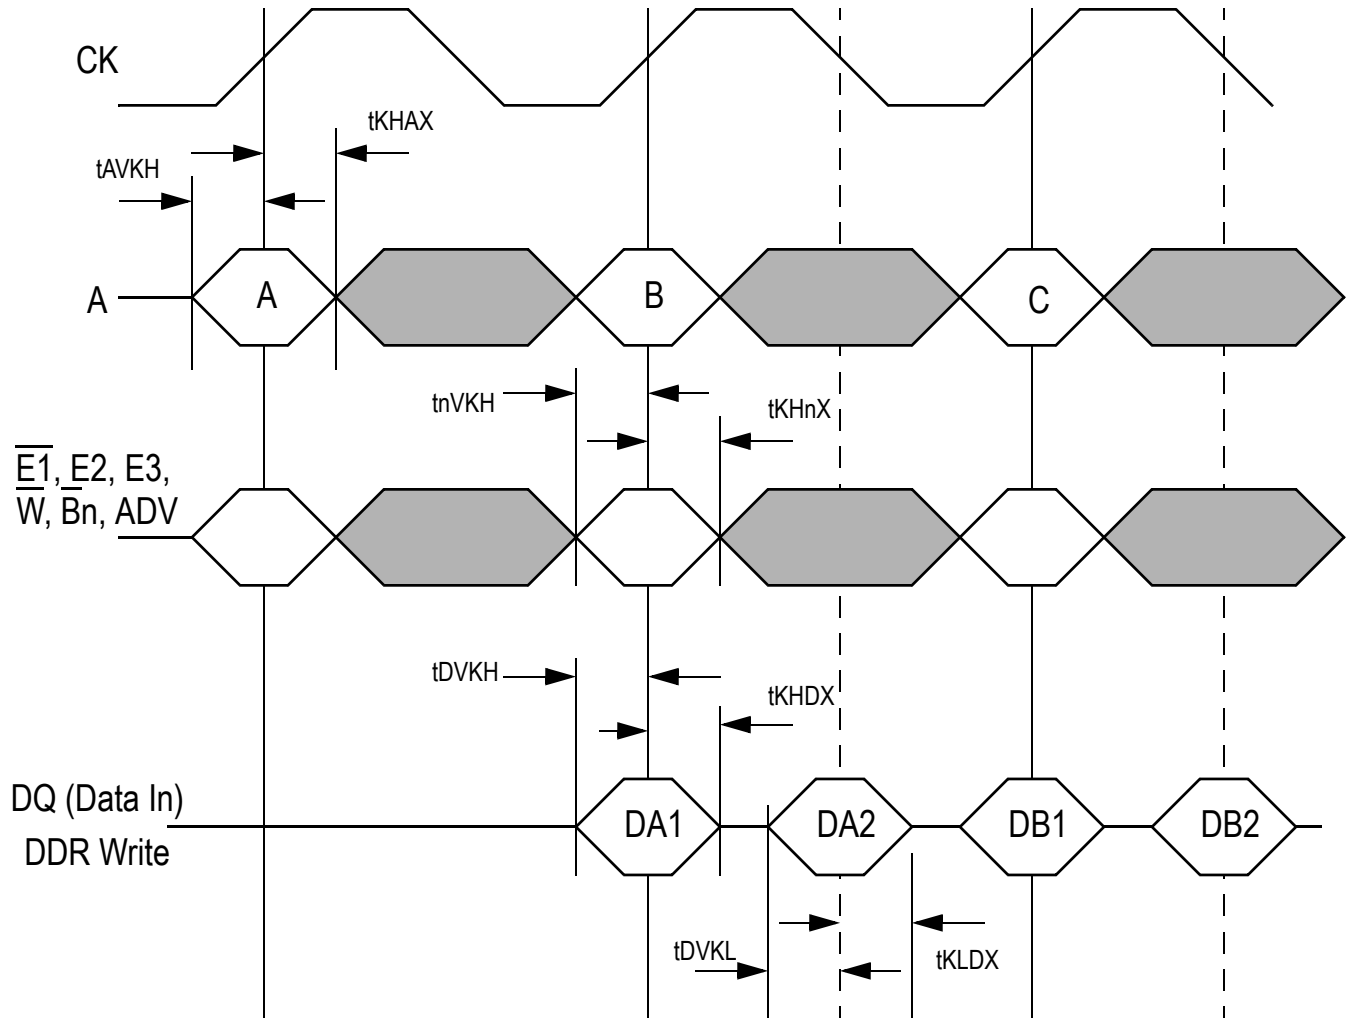 CK
tKHAX
tAVKH
A
A
B
C
tnVKH
tKHnX
E1, E2, E3,
W, Bn, ADV
tDVKH
tKHDX
DQ (Data In)
DDR Write
DA1
DA2
DB1
DB2
tDVKL
tKLDX